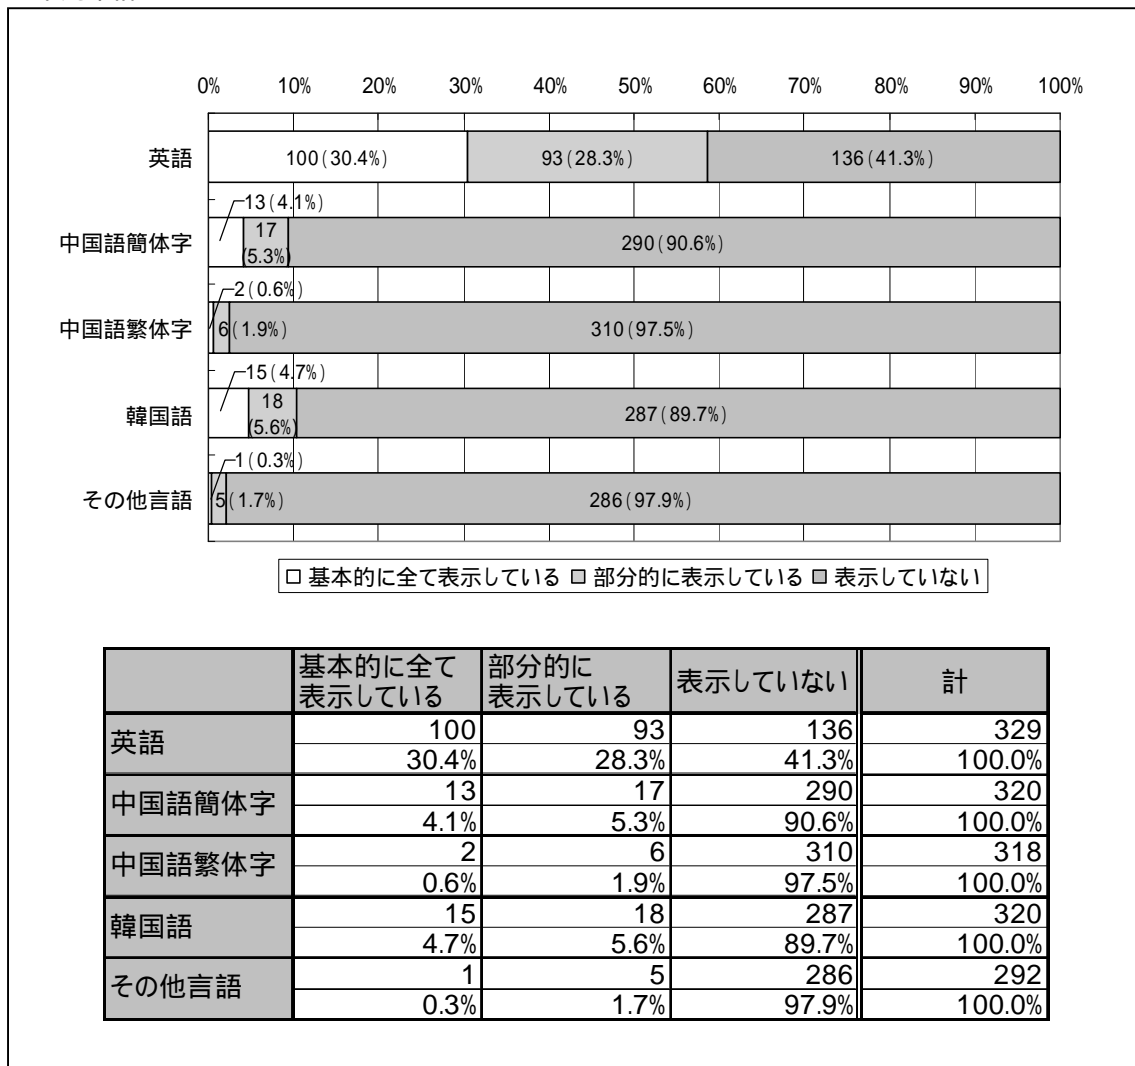 0% 10% 20% 30% 40% 50% 60% 70% 80% 90% 100%
英語 100(30.4%) 93(28.3%) 136(41.3%)
13(4.1%)
中国語簡体字 17 (5.3%) 290(90.6%)
2(0.6%)
中国語繁体字 6(1.9%) 310(97.5%)
15(4.7%)
韓国語 18 (5.6%) 287(89.7%)
1(0.3%)
その他言語 5(1.7%) 286(97.9%)
基本的に全て表示している 部分的に表示している 表示していない
基本的に全て表示している 部分的に表示している 表示していない 計
英語 100 93 136 329
30.4% 28.3% 41.3% 100.0%
中国語簡体字 13 17 290 320
4.1% 5.3% 90.6% 100.0%
中国語繁体字 2 6 310 318
0.6% 1.9% 97.5% 100.0%
韓国語 15 18 287 320
4.7% 5.6% 89.7% 100.0%
その他言語 1 5 286 292
0.3% 1.7% 97.9% 100.0%